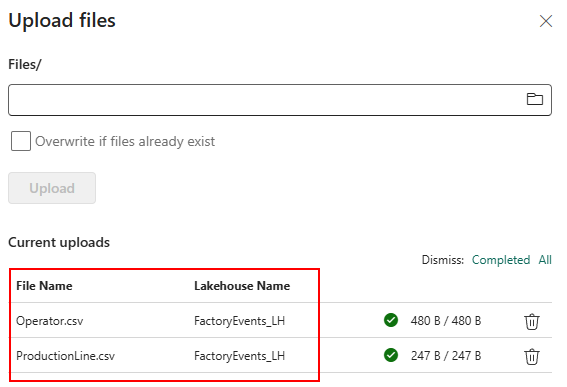 Upload files
Files/
Overwrite if files already exist
Upload
Current uploads
Dismiss: Completed All
File Name Lakehouse Name
Operator.csv FactoryEvents_LH 480 B / 480 B
ProductionLine.csv FactoryEvents_LH 247 B / 247 B